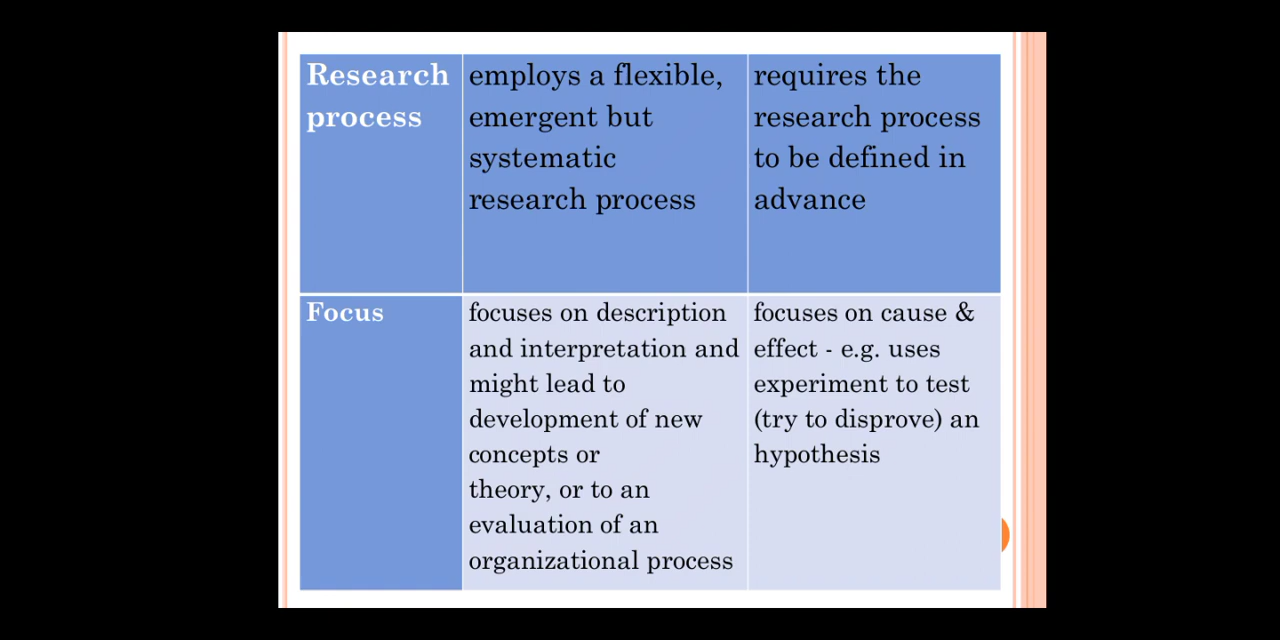 Research process
employs a flexible,
emergent but
systematic
research process
requires the
research process
to be defined in
advance
Focus
focuses on description
and interpretation and
might lead to
development of new
concepts or
theory, or to an
evaluation of an
organizational process
focuses on cause &
effect - e.g. uses
experiment to test
(try to disprove) an
hypothesis